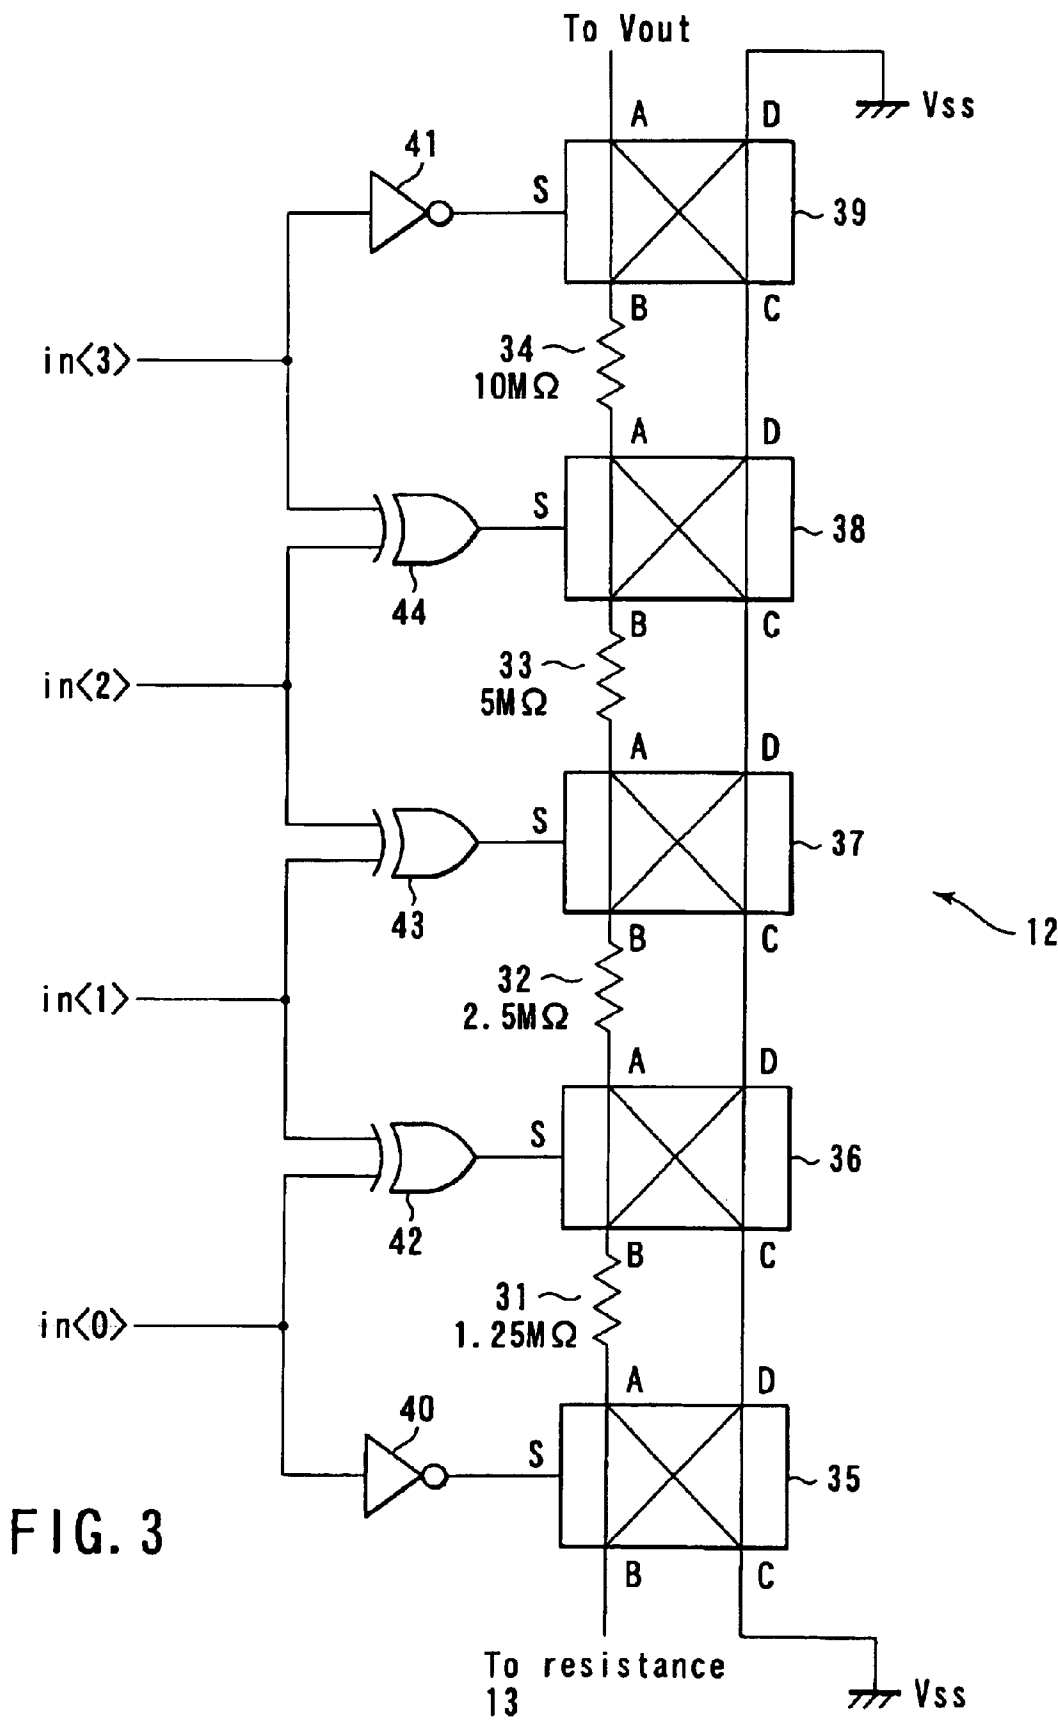 To Vout
A
D
Vss
41
S
39
B
C
in<3>
34
10MΩ
A
D
S
38
44
B
C
in<2>
33
5MΩ
A
D
S
37
43
B
C
12
in<1>
32
2.5MΩ
A
D
S
36
42
B
C
in<0>
31
1.25MΩ
A
D
40
S
35
FIG. 3
B
C
To resistance
13
Vss